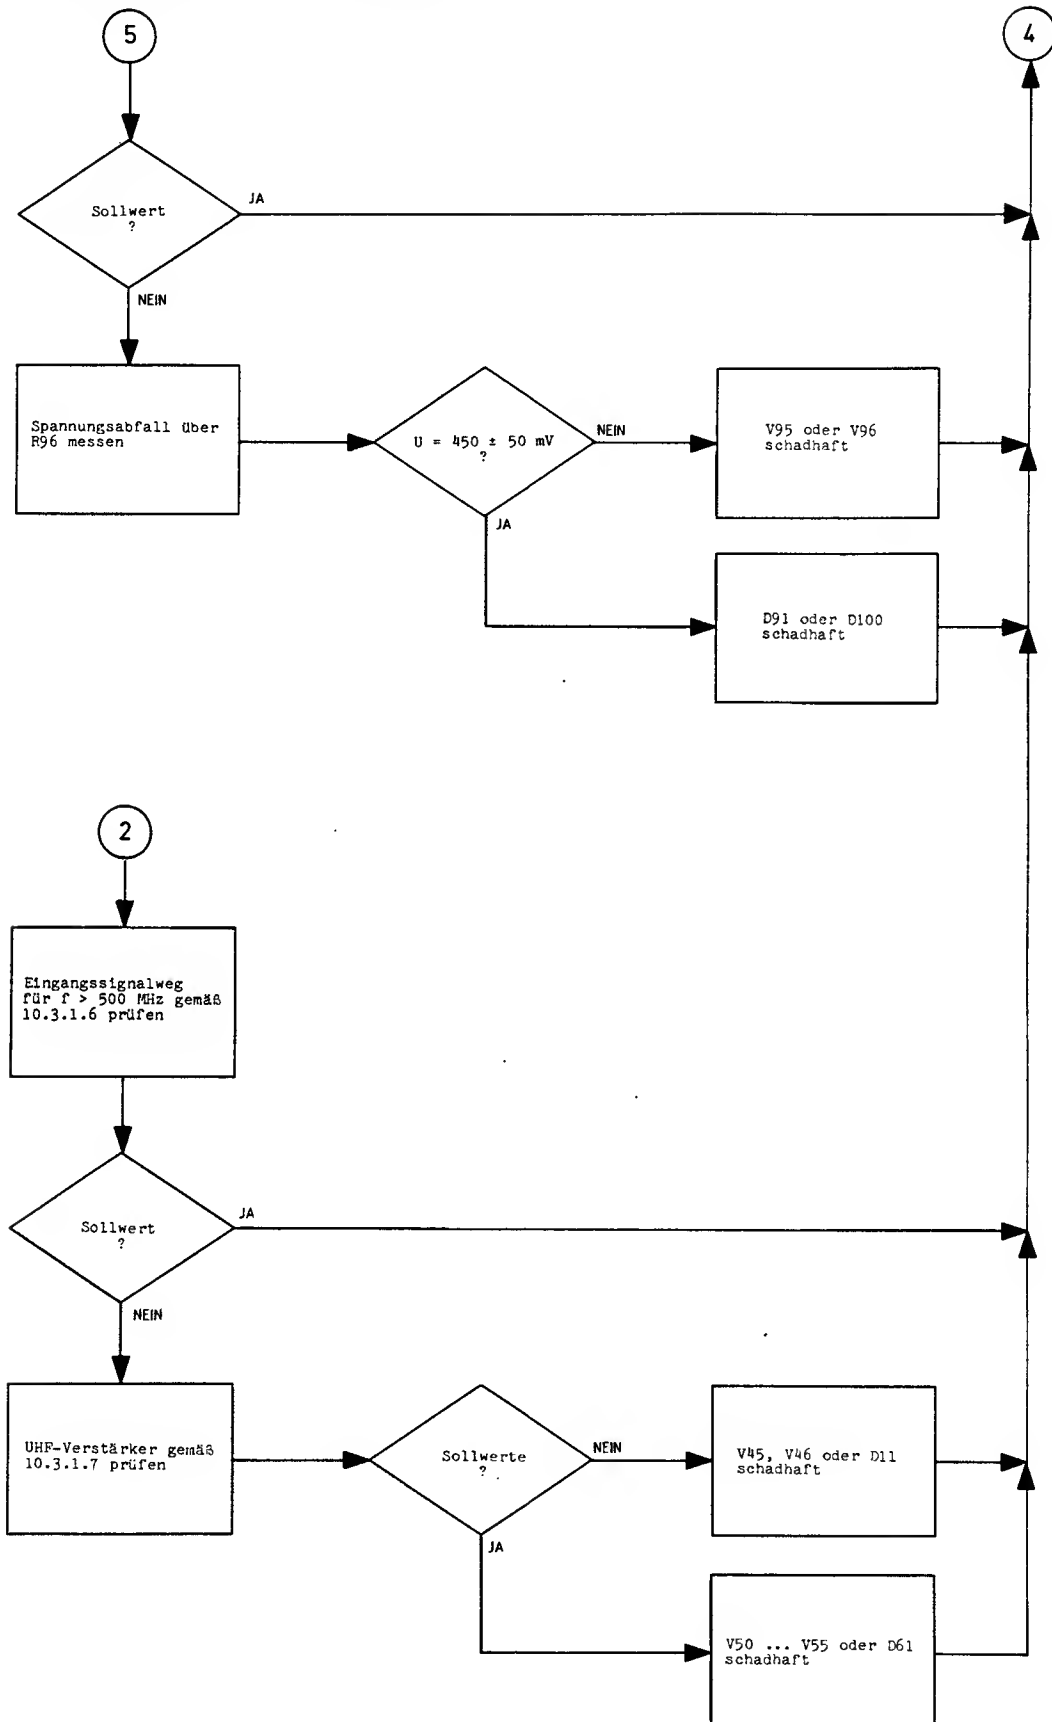 5
4
Sollwert
?
JA
NEIN
Spannungsabfall über
R96 messen
U = 450 ± 50 mV
?
NEIN
JA
V95 oder V96
schadhaft
D91 oder D100
schadhaft
2
Eingangssignalweg
für f > 500 MHz gemäß
10.3.1.6 prüfen
Sollwert
?
JA
NEIN
UHF-Verstärker gemäß
10.3.1.7 prüfen
Sollwerte
?
NEIN
JA
V45, V46 oder D11
schadhaft
V50 ... V55 oder D61
schadhaft